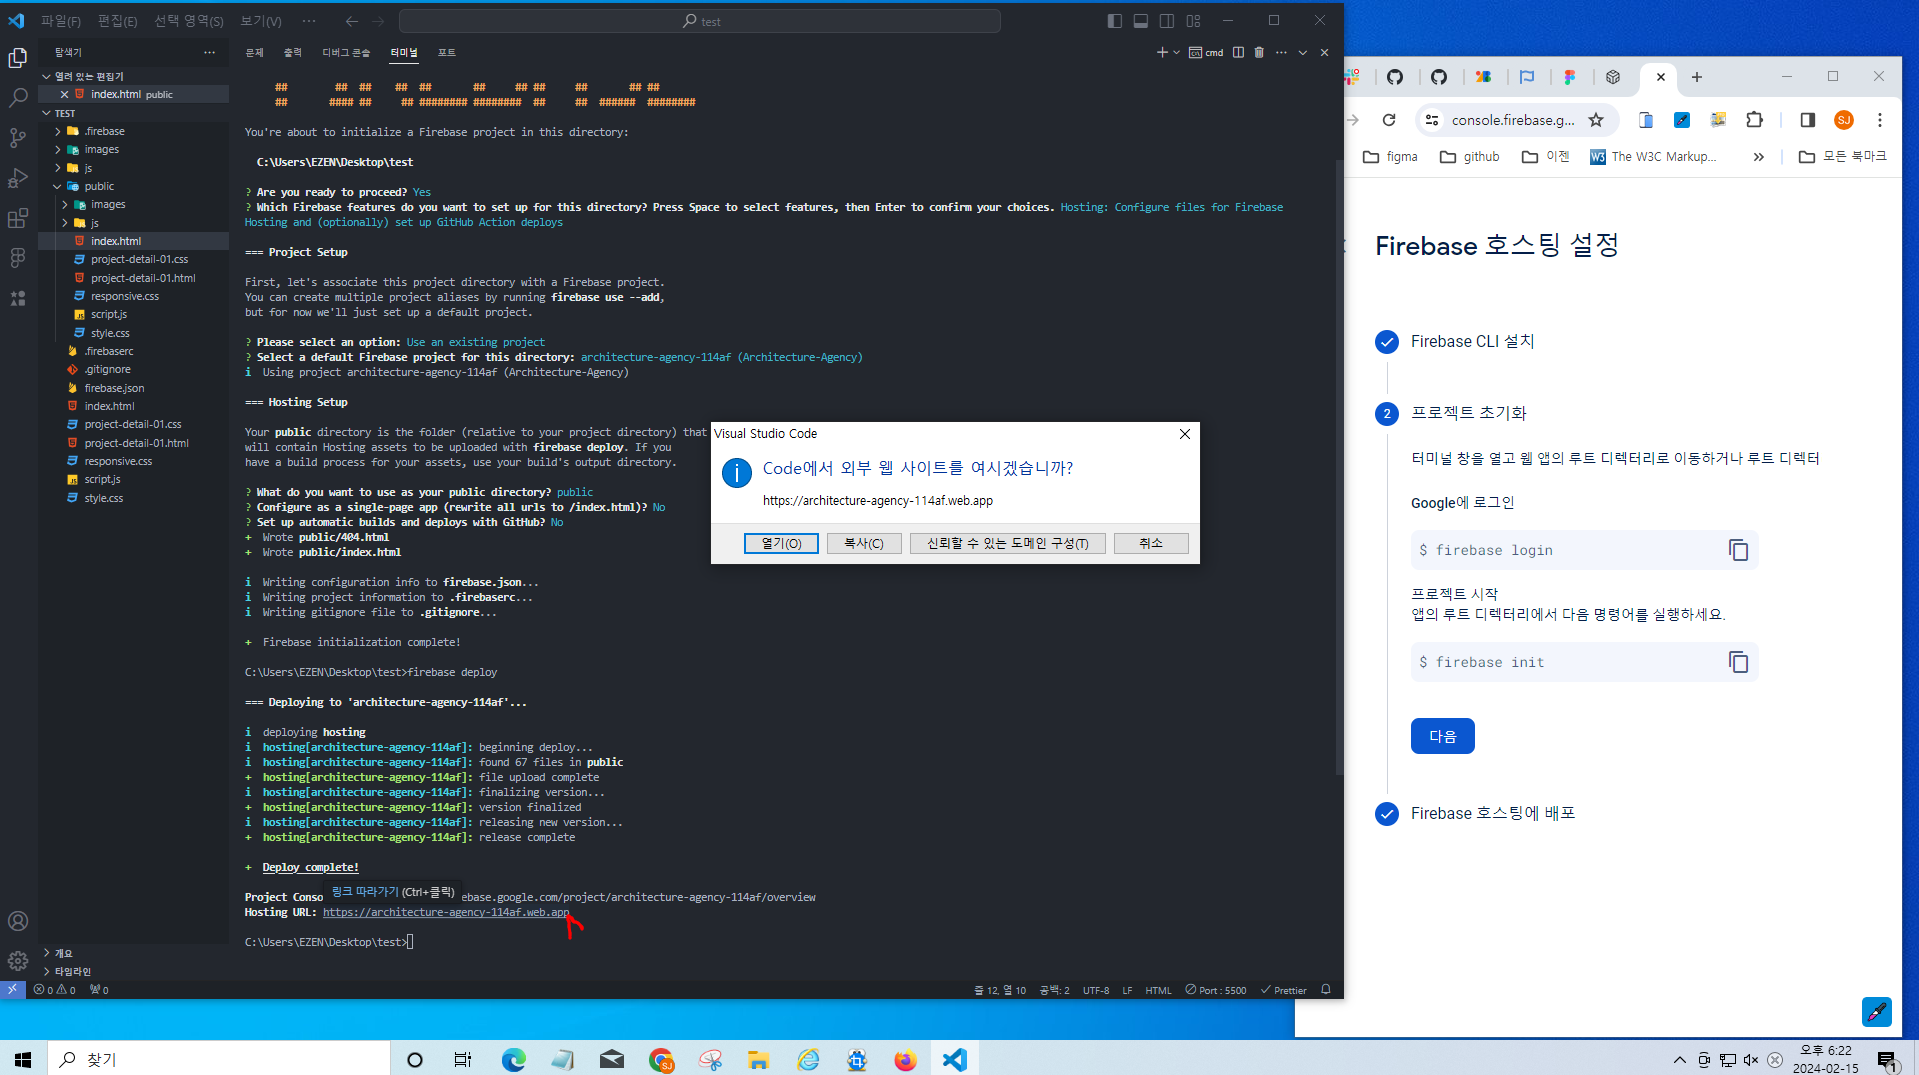 파일(F) 편집(E) 선택 영역(S) 보기(V) ··· test
탐색기 ···
열려 있는 편집기
index.html public
TEST
.firebase
images
js
public
images
js
index.html
project-detail-01.css
project-detail-01.html
responsive.css
script.js
style.css
.firebaserc
.gitignore
firebase.json
index.html
project-detail-01.css
project-detail-01.html
responsive.css
script.js
style.css
개요
타임라인
문제 출력 디버그 콘솔 터미널 포트
cmd
## ## ## ## ## ## ## ## ## ## ##
## #### ## ## ######## ######## ## ## ###### ########
You're about to initialize a Firebase project in this directory:
C:\Users\EZEN\Desktop\test
? Are you ready to proceed? Yes
? Which Firebase features do you want to set up for this directory? Press Space to select features, then Enter to confirm your choices. Hosting: Configure files for Firebase
Hosting and (optionally) set up GitHub Action deploys
=== Project Setup
First, let's associate this project directory with a Firebase project.
You can create multiple project aliases by running firebase use --add,
but for now we'll just set up a default project.
? Please select an option: Use an existing project
? Select a default Firebase project for this directory: architecture-agency-114af (Architecture-Agency)
i Using project architecture-agency-114af (Architecture-Agency)
=== Hosting Setup
Your public directory is the folder (relative to your project directory) that
will contain Hosting assets to be uploaded with firebase deploy. If you
have a build process for your assets, use your build's output directory.
? What do you want to use as your public directory? public
? Configure as a single-page app (rewrite all urls to /index.html)? No
? Set up automatic builds and deploys with GitHub? No
+ Wrote public/404.html
+ Wrote public/index.html
i Writing configuration info to firebase.json...
i Writing project information to .firebaserc...
i Writing gitignore file to .gitignore...
+ Firebase initialization complete!
C:\Users\EZEN\Desktop\test>firebase deploy
=== Deploying to 'architecture-agency-114af'...
i deploying hosting
i hosting[architecture-agency-114af]: beginning deploy...
i hosting[architecture-agency-114af]: found 67 files in public
+ hosting[architecture-agency-114af]: file upload complete
i hosting[architecture-agency-114af]: finalizing version...
+ hosting[architecture-agency-114af]: version finalized
i hosting[architecture-agency-114af]: releasing new version...
+ hosting[architecture-agency-114af]: release complete
+ Deploy complete!
링크 따라가기 (Ctrl+클릭)
Project Conso ebase.google.com/project/architecture-agency-114af/overview
Hosting URL: https://architecture-agency-114af.web.app
C:\Users\EZEN\Desktop\test>
0 0 0 줄 12, 열 10 공백: 2 UTF-8 LF HTML Port : 5500 Prettier
Visual Studio Code
Code에서 외부 웹 사이트를 여시겠습니까?
https://architecture-agency-114af.web.app
열기(O) 복사(C) 신뢰할 수 있는 도메인 구성(T) 취소
console.firebase.g... SJ
figma github 이젠 W3 The W3C Markup... » 모든 북마크
Firebase 호스팅 설정
Firebase CLI 설치
2 프로젝트 초기화
터미널 창을 열고 웹 앱의 루트 디렉터리로 이동하거나 루트 디렉터
Google에 로그인
$ firebase login
프로젝트 시작
앱의 루트 디렉터리에서 다음 명령어를 실행하세요.
$ firebase init
다음
Firebase 호스팅에 배포
찾기
SJ
오후 6:22
2024-02-15
1